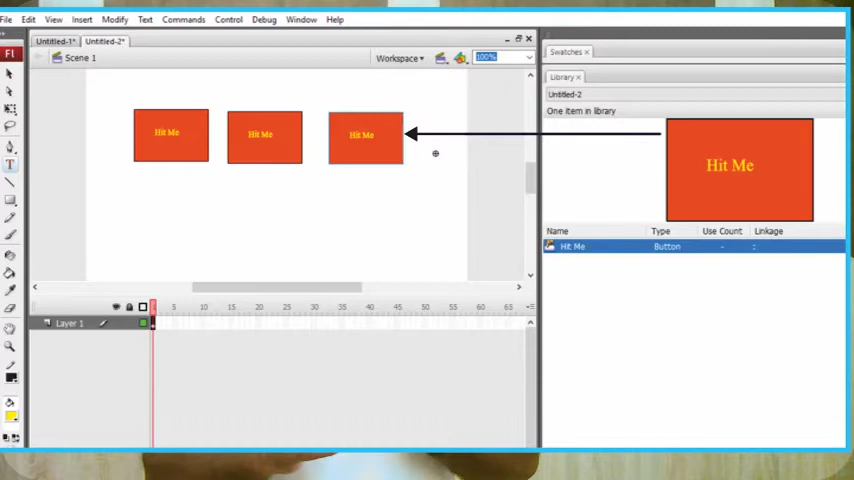 File Edit View Insert Modify Text Commands Control Debug Window Help
Fl
Untitled-1* Untitled-2*
Scene 1
Workspace
100%
Hit Me Hit Me Hit Me
5 10 15 20 25 30 35 40 45 50 55 60 65
Layer 1
T
Swatches
Library
Untitled-2
One item in library
Hit Me
Name Type Use Count Linkage
Hit Me Button - :